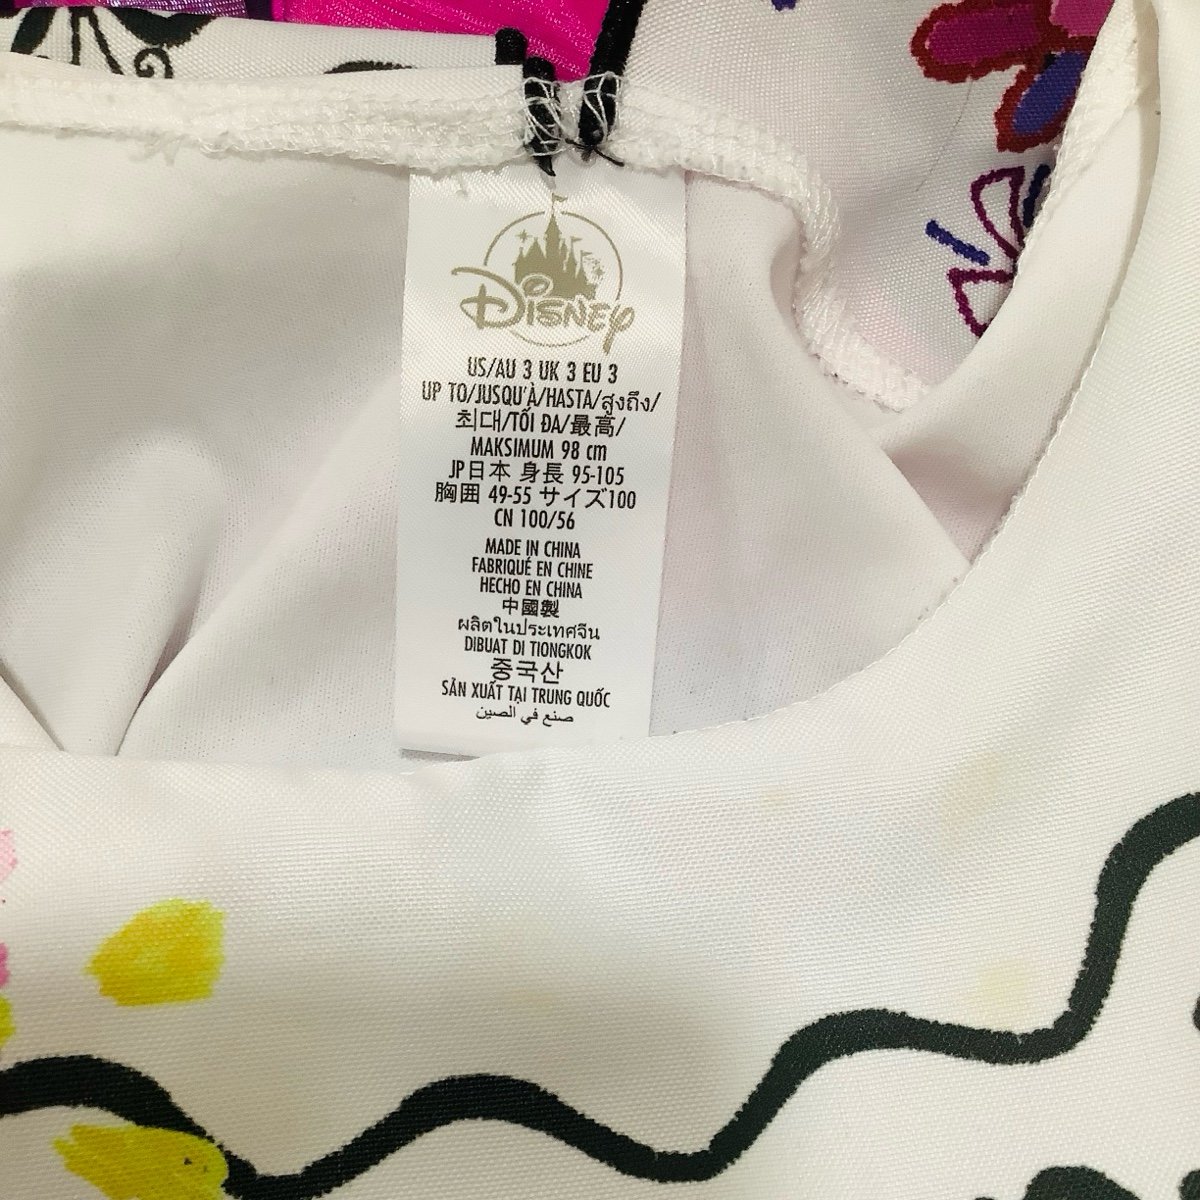 Disney
US/AU 3 UK 3 EU 3
UP TO/JUSQU'À/HASTA/สูงถึง/
최대/TỐI ĐA/最高/
MAKSIMUM 98 cm
JP日本 身長 95-105
胸囲 49-55 サイズ100
CN 100/56
MADE IN CHINA
FABRIQUÉ EN CHINE
HECHO EN CHINA
中國製
ผลิตในประเทศจีน
DIBUAT DI TIONGKOK
중국산
SẢN XUẤT TẠI TRUNG QUỐC
صنع في الصين